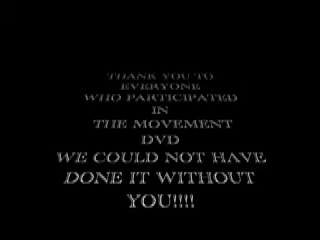 THANK YOU TO
EVERYONE
WHO PARTICIPATED
IN
THE MOVEMENT
DVD
WE COULD NOT HAVE
DONE IT WITHOUT
YOU!!!!